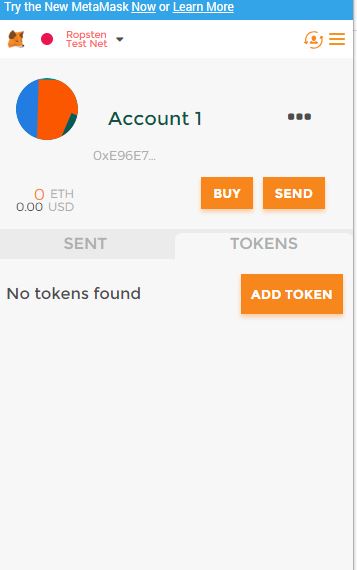 Try the New MetaMask Now or Learn More
Ropsten
Test Net
Account 1
0xE96E7...
0 ETH
0.00 USD
BUY
SEND
SENT
TOKENS
No tokens found
ADD TOKEN